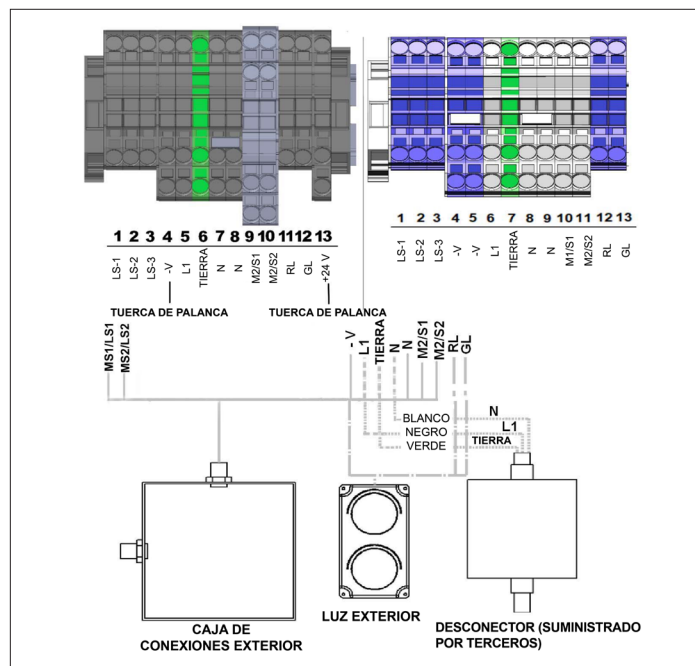 1 2 3 4 5 6 7 8 9 10 11 12 13
LS-1
LS-2
LS-3
-V
L1
TIERRA
N
N
M2/S1
M2/S2
RL
GL
+24 V
TUERCA DE PALANCA
TUERCA DE PALANCA
1 2 3 4 5 6 7 8 9 10 11 12 13
LS-1
LS-2
LS-3
-V
-V
L1
TIERRA
N
N
M1/S1
M2/S2
RL
GL
MS1/LS1
MS2/LS2
- V
L1
TIERRA
N
N
M2/S1
M2/S2
RL
GL
BLANCO
NEGRO
VERDE
N
L1
TIERRA
CAJA DE
CONEXIONES EXTERIOR
LUZ EXTERIOR
DESCONECTOR (SUMINISTRADO
POR TERCEROS)